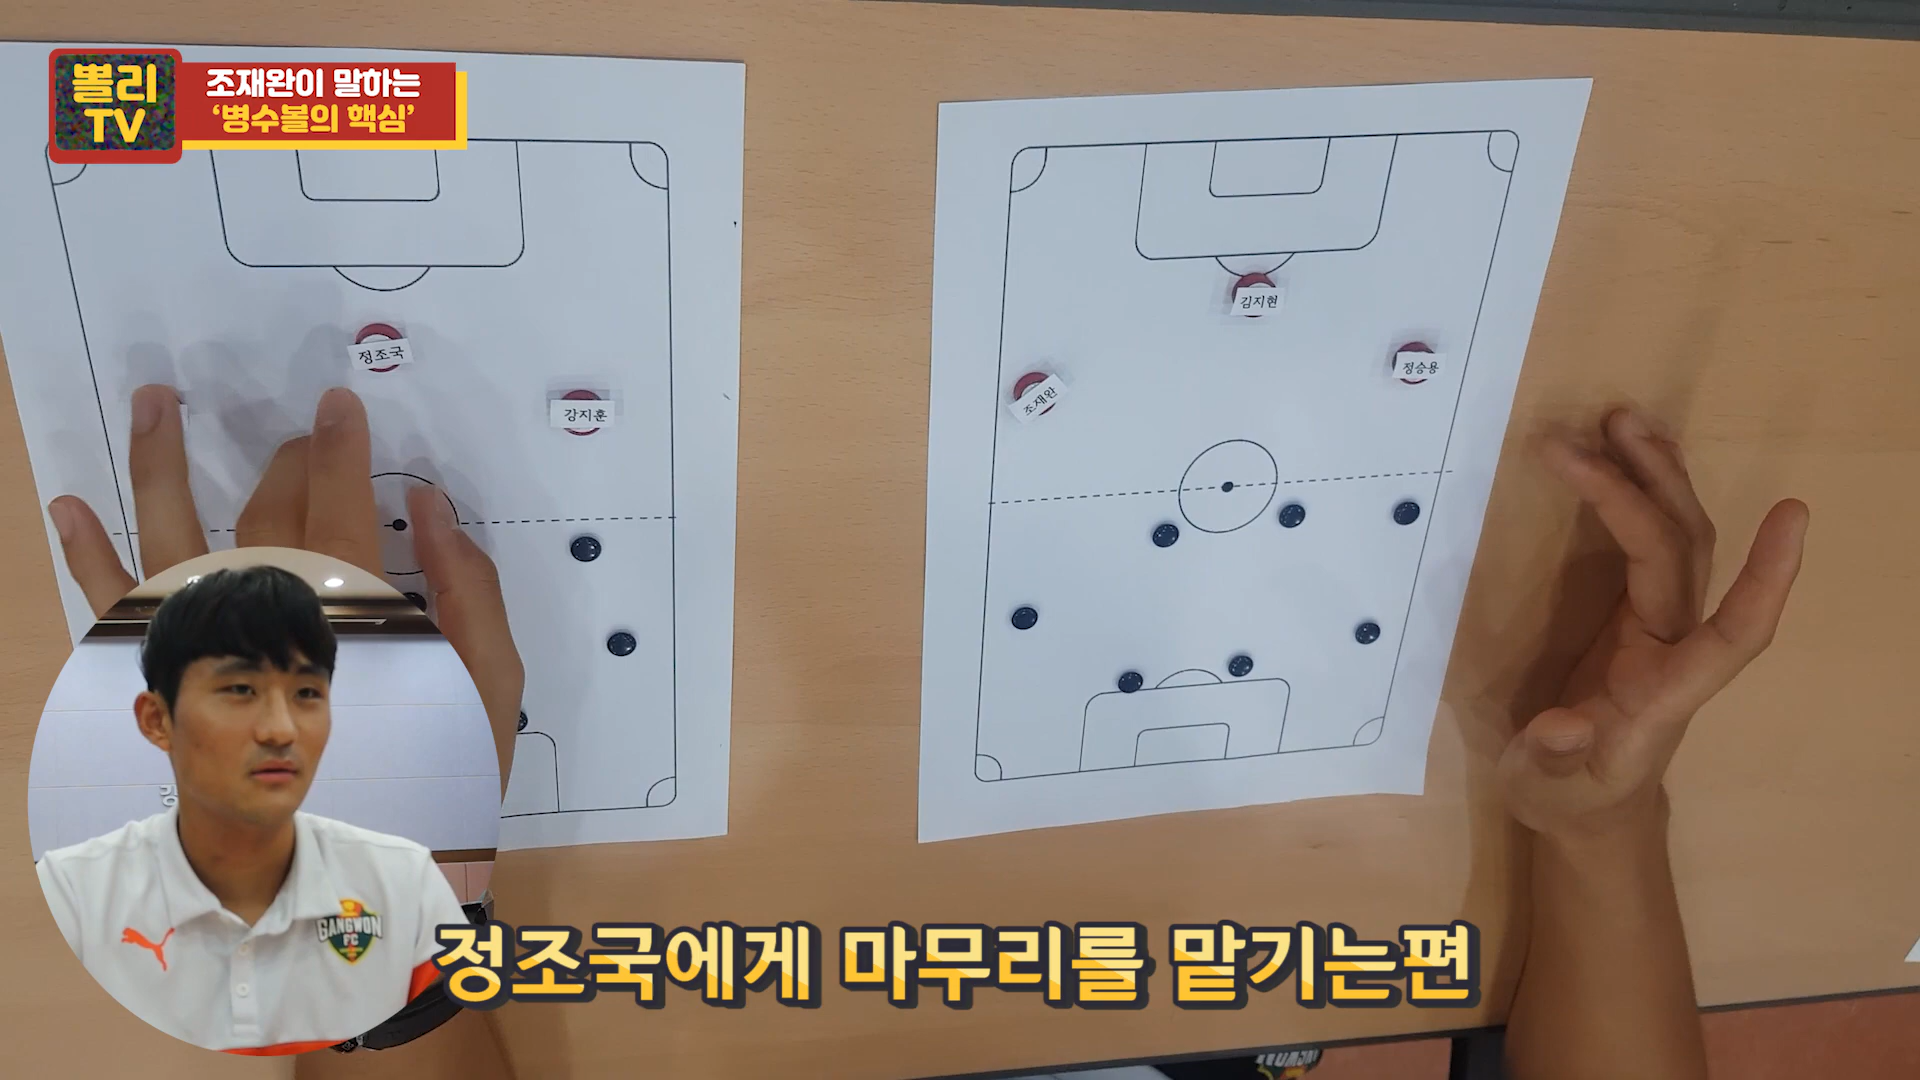 뽈리
TV
조재완이 말하는
‘병수볼의 핵심’
정조국
강지훈
김지현
정승용
조재완
GANGWON
FC
정조국에게 마무리를 맡기는편